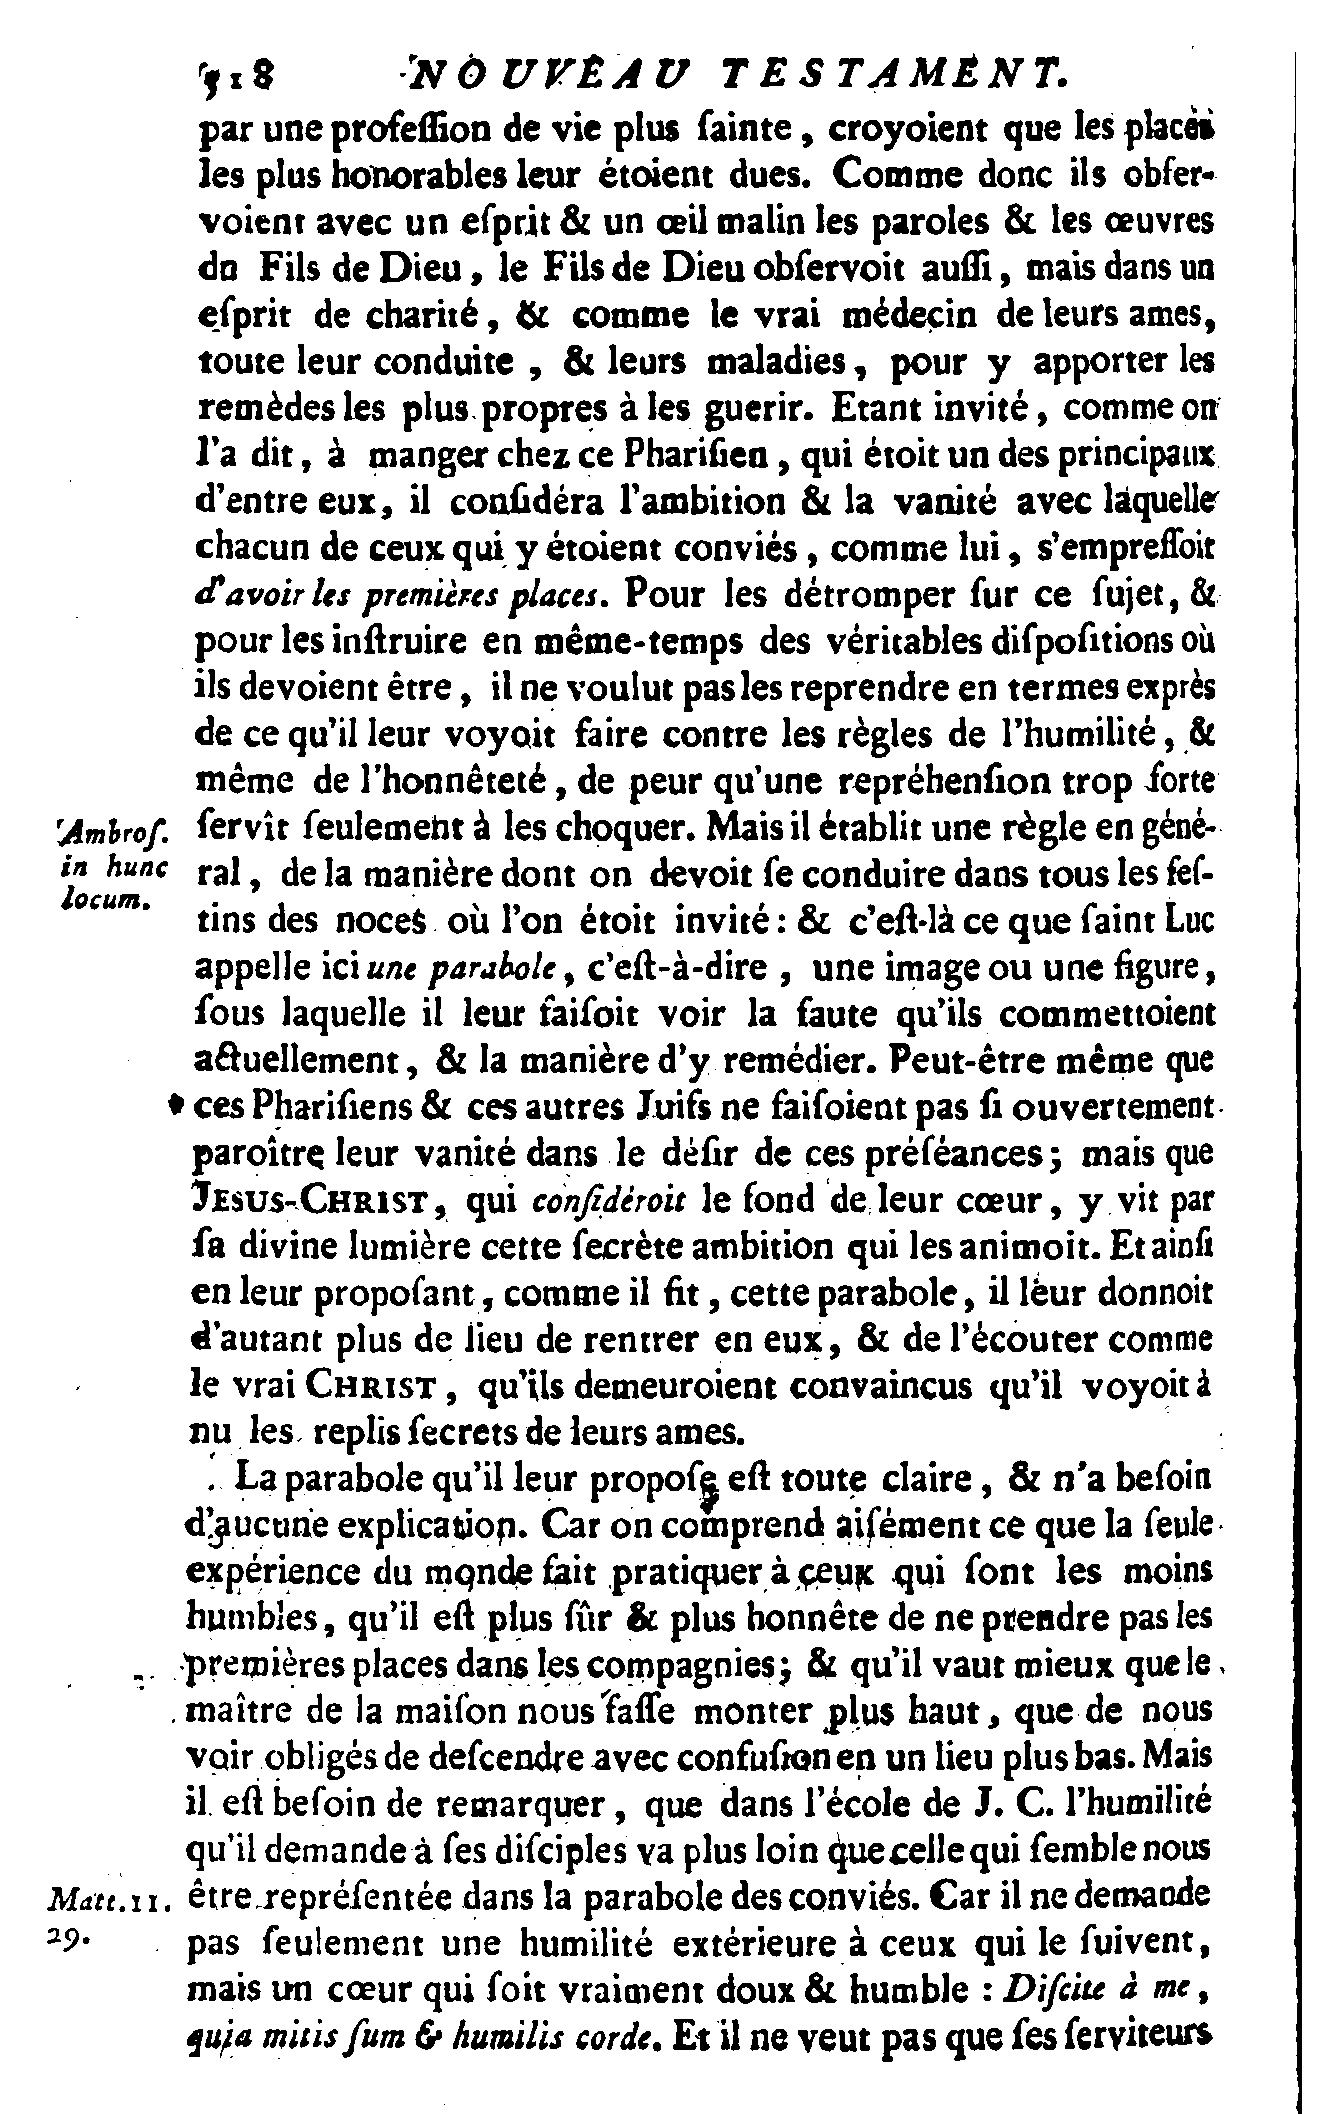 518 NOUVEAU TESTAMENT.
par une profeſſion de vie plus ſainte, croyoient que les places
les plus honorables leur étoient dues. Comme donc ils obſer-
voient avec un eſprit & un œil malin les paroles & les œuvres
du Fils de Dieu, le Fils de Dieu obſervoit auſſi, mais dans un
eſprit de charité, & comme le vrai médecin de leurs ames,
toute leur conduite, & leurs maladies, pour y apporter les
remèdes les plus propres à les guerir. Etant invité, comme on
l'a dit, à manger chez ce Phariſien, qui étoit un des principaux
d'entre eux, il conſidéra l'ambition & la vanité avec laquelle
chacun de ceux qui y étoient conviés, comme lui, s'empreſſoit
d'avoir les premières places. Pour les détromper ſur ce ſujet, &
pour les inſtruire en même-temps des véritables diſpoſitions où
ils devoient être, il ne voulut pas les reprendre en termes exprès
de ce qu'il leur voyoit faire contre les règles de l'humilité, &
même de l'honnêteté, de peur qu'une repréhenſion trop forte
ſervît ſeulement à les choquer. Mais il établit une règle en géné-
Ambroſ.
in hunc
locum.
ral, de la manière dont on devoit ſe conduire dans tous les feſ-
tins des noces où l'on étoit invité: & c'eſt-là ce que ſaint Luc
appelle ici une parabole, c'eſt-à-dire, une image ou une figure,
ſous laquelle il leur faiſoit voir la faute qu'ils commettoient
actuellement, & la manière d'y remédier. Peut-être même que
ces Phariſiens & ces autres Juifs ne faiſoient pas ſi ouvertement
paroître leur vanité dans le déſir de ces préſéances; mais que
JESUS-CHRIST, qui conſidéroit le fond de leur cœur, y vit par
ſa divine lumière cette ſecrète ambition qui les animoit. Et ainſi
en leur propoſant, comme il fit, cette parabole, il leur donnoit
d'autant plus de lieu de rentrer en eux, & de l'écouter comme
le vrai CHRIST, qu'ils demeuroient convaincus qu'il voyoit à
nu les replis ſecrets de leurs ames.
La parabole qu'il leur propoſe eſt toute claire, & n'a beſoin
d'aucune explication. Car on comprend aiſément ce que la ſeule
expérience du monde fait pratiquer à ceux qui ſont les moins
humbles, qu'il eſt plus ſûr & plus honnête de ne prendre pas les
premières places dans les compagnies; & qu'il vaut mieux que le
maître de la maiſon nous faſſe monter plus haut, que de nous
voir obligés de deſcendre avec confuſion en un lieu plus bas. Mais
il eſt beſoin de remarquer, que dans l'école de J. C. l'humilité
qu'il demande à ſes diſciples va plus loin que celle qui ſemble nous
être repréſentée dans la parabole des conviés. Car il ne demande
Matt. 11.
29.
pas ſeulement une humilité extérieure à ceux qui le ſuivent,
mais un cœur qui ſoit vraiment doux & humble : Diſcite à me,
quia mitis ſum & humilis corde. Et il ne veut pas que ſes ſerviteurs